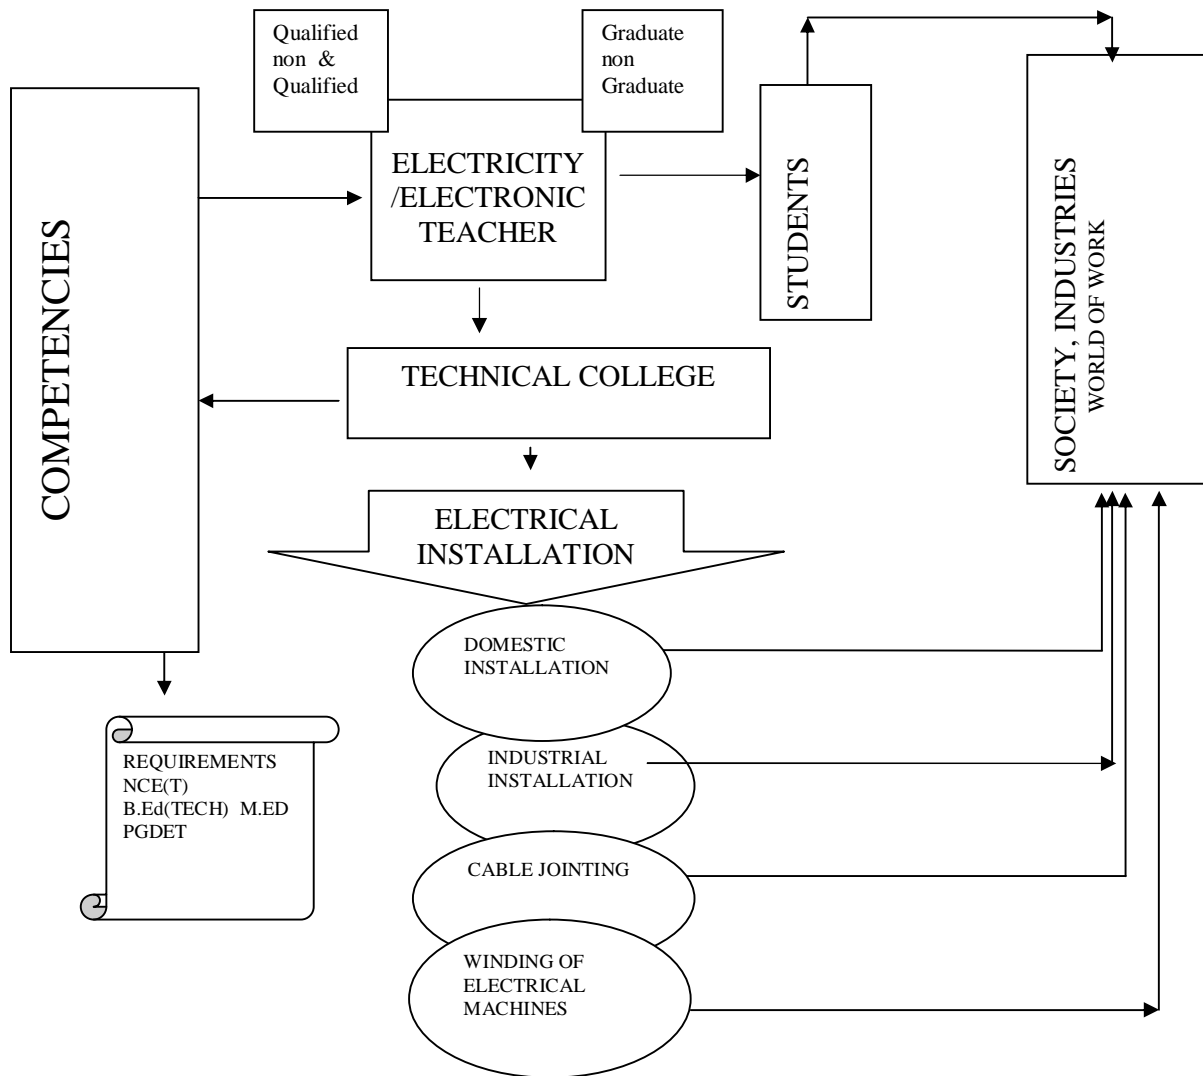 Qualified
non & 
Qualified
Graduate
non
Graduate
ELECTRICITY
/ELECTRONIC
TEACHER
STUDENTS
SOCIETY, INDUSTRIES
WORLD OF WORK
COMPETENCIES
TECHNICAL COLLEGE
ELECTRICAL
INSTALLATION
DOMESTIC
INSTALLATION
REQUIREMENTS
NCE(T)
B.Ed(TECH) M.ED
PGDET
INDUSTRIAL
INSTALLATION
CABLE JOINTING
WINDING OF
ELECTRICAL
MACHINES